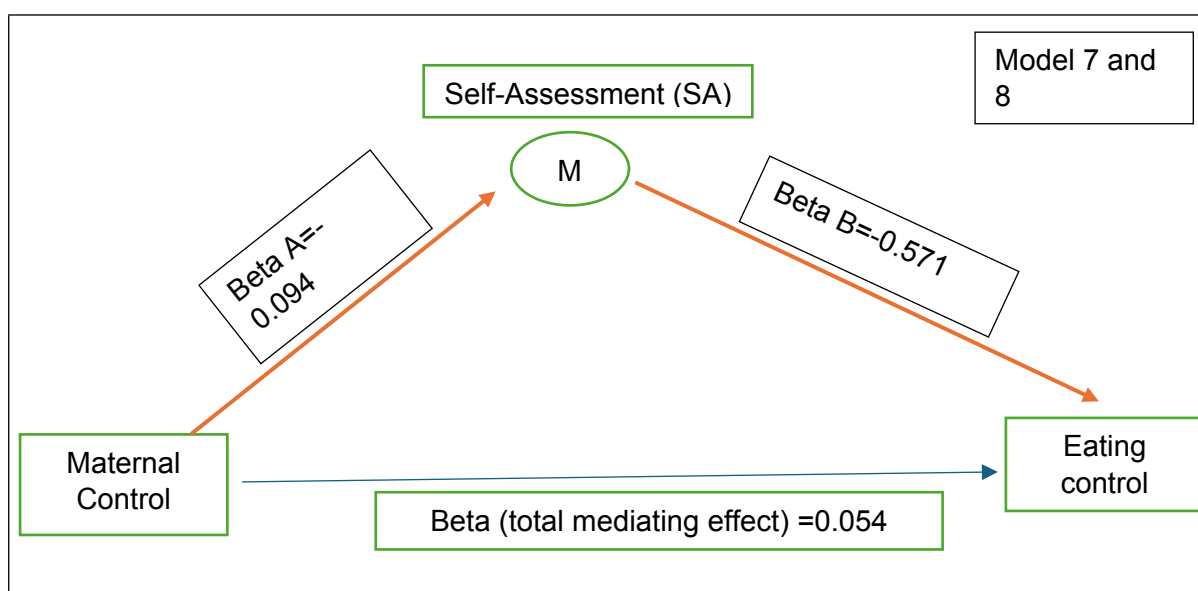 Model 7 and
8
Self-Assessment (SA)
M
Beta A=-
0.094
Beta B=-0.571
Maternal
Control
Eating
control
Beta (total mediating effect) =0.054